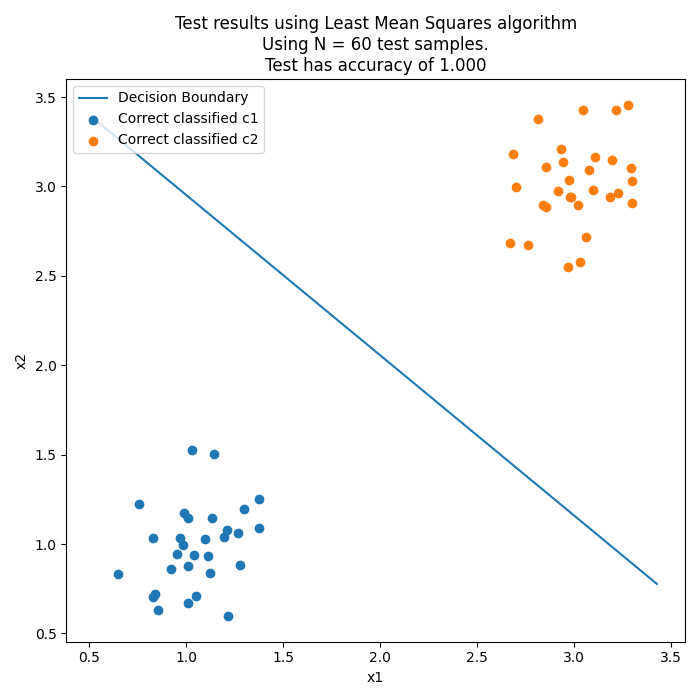 Test results using Least Mean Squares algorithm
Using N = 60 test samples.
Test has accuracy of 1.000
Decision Boundary
Correct classified c1
Correct classified c2
3.5
3.0
2.5
2.0
1.5
1.0
0.5
x2
0.5 1.0 1.5 2.0 2.5 3.0 3.5
x1